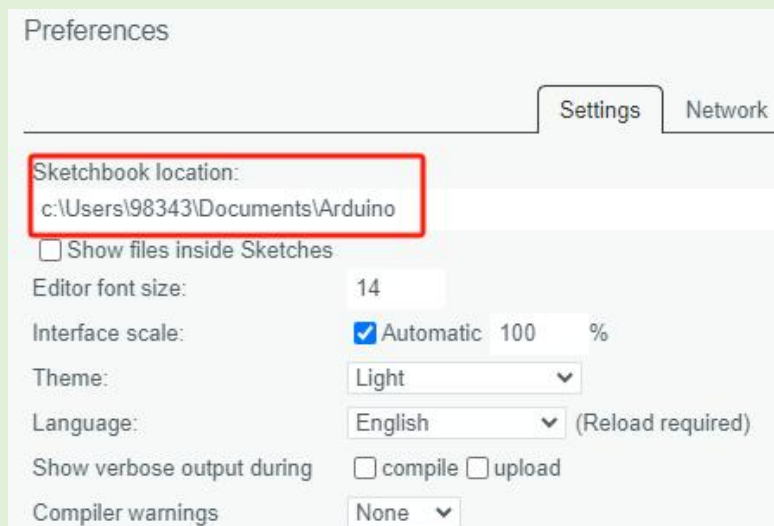 Preferences
Settings Network
Sketchbook location:
c:\Users\98343\Documents\Arduino
Show files inside Sketches
Editor font size: 14
Interface scale: Automatic 100 %
Theme: Light
Language: English (Reload required)
Show verbose output during compile upload
Compiler warnings None